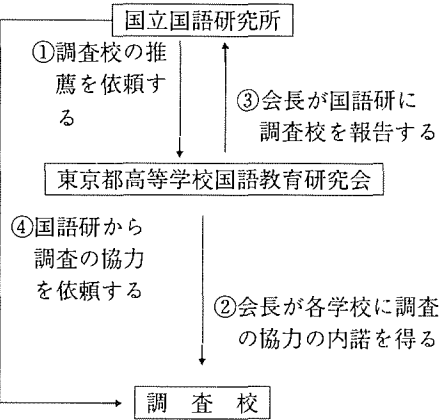 国立国語研究所
①調査校の推
薦を依頼す
る
③会長が国語研に
調査校を報告する
東京都高等学校国語教育研究会
④国語研から
調査の協力
を依頼する
②会長が各学校に調査
の協力の内諾を得る
調査校